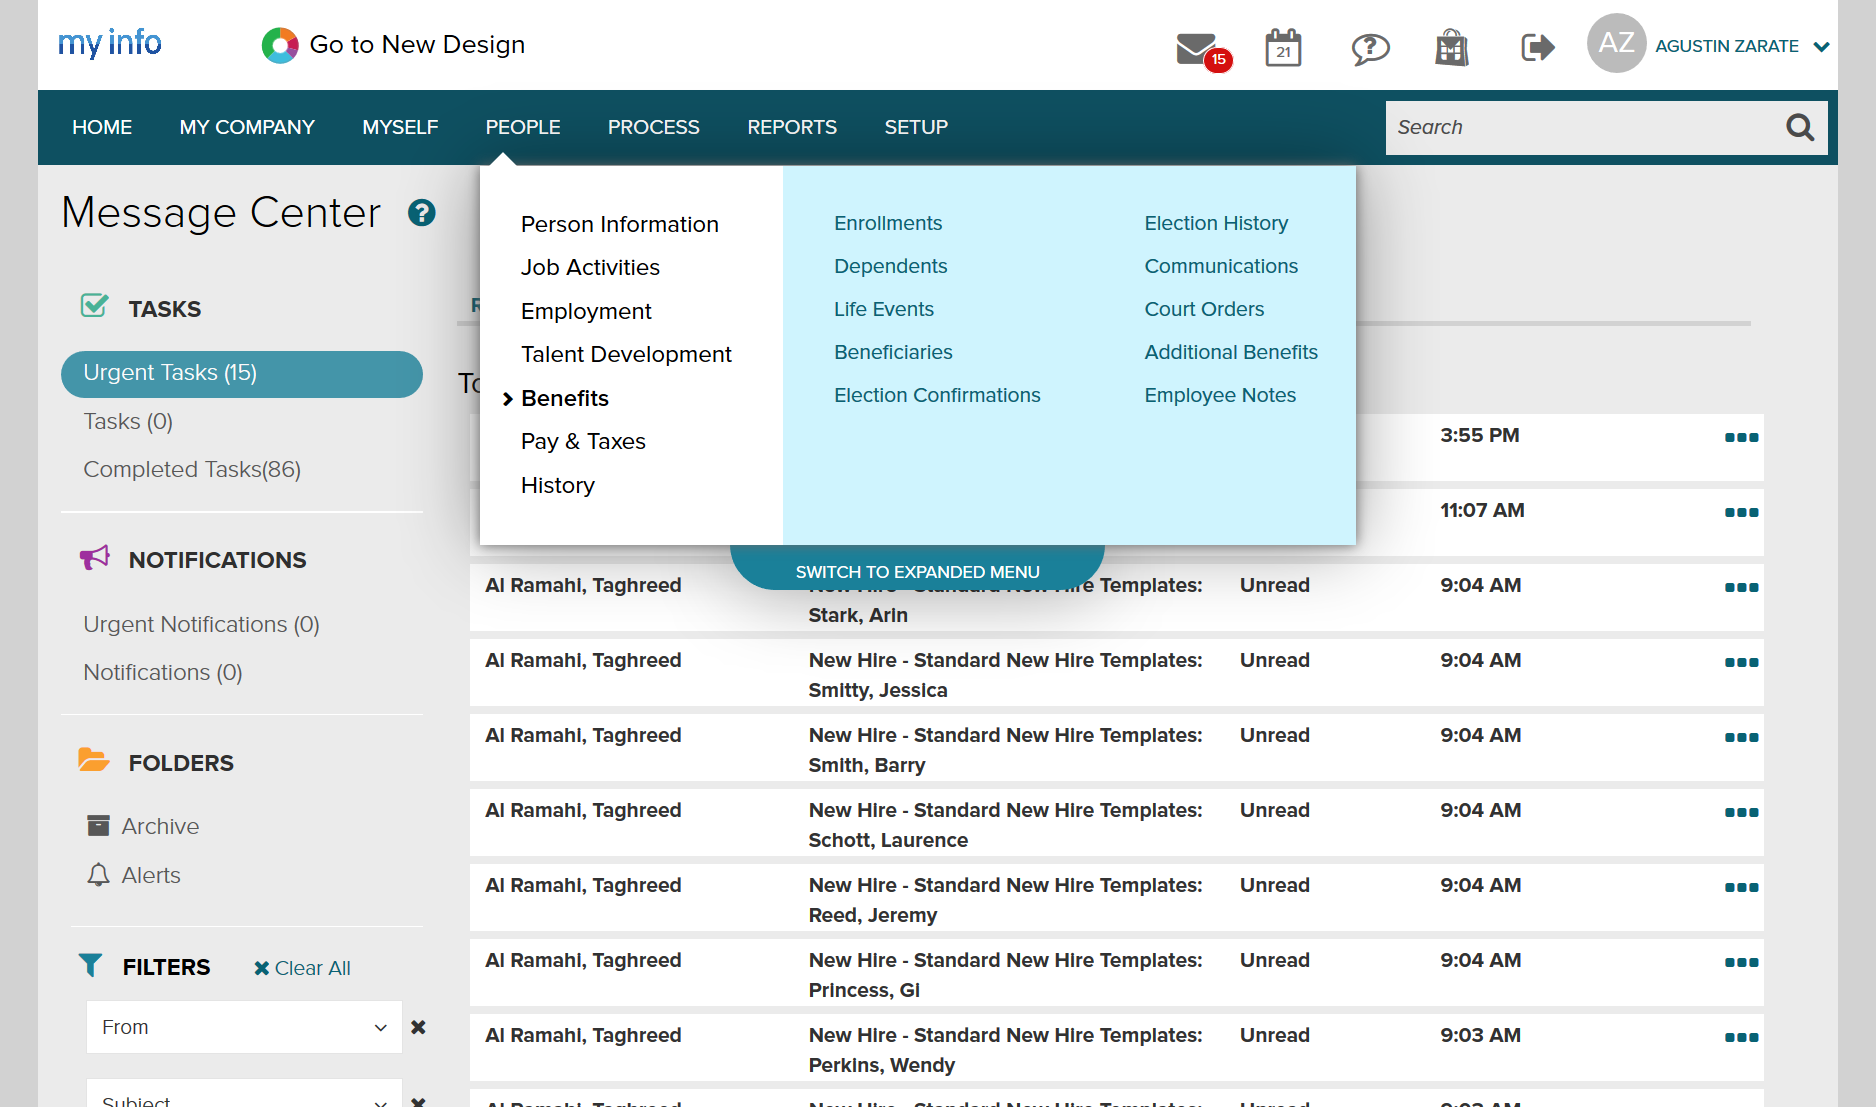 my info
Go to New Design
15
21
AZ
AGUSTIN ZARATE
HOME
MY COMPANY
MYSELF
PEOPLE
PROCESS
REPORTS
SETUP
Search
Message Center
TASKS
Urgent Tasks (15)
Tasks (0)
Completed Tasks(86)
NOTIFICATIONS
Urgent Notifications (0)
Notifications (0)
FOLDERS
Archive
Alerts
FILTERS
Clear All
From
Subject
Person Information
Job Activities
Employment
Talent Development
Benefits
Pay & Taxes
History
Enrollments
Dependents
Life Events
Beneficiaries
Election Confirmations
Election History
Communications
Court Orders
Additional Benefits
Employee Notes
SWITCH TO EXPANDED MENU
3:55 PM
11:07 AM
Al Ramahi, Taghreed New Hire - Standard New Hire Templates: Unread 9:04 AM
Stark, Arin
Al Ramahi, Taghreed New Hire - Standard New Hire Templates: Unread 9:04 AM
Smitty, Jessica
Al Ramahi, Taghreed New Hire - Standard New Hire Templates: Unread 9:04 AM
Smith, Barry
Al Ramahi, Taghreed New Hire - Standard New Hire Templates: Unread 9:04 AM
Schott, Laurence
Al Ramahi, Taghreed New Hire - Standard New Hire Templates: Unread 9:04 AM
Reed, Jeremy
Al Ramahi, Taghreed New Hire - Standard New Hire Templates: Unread 9:04 AM
Princess, Gi
Al Ramahi, Taghreed New Hire - Standard New Hire Templates: Unread 9:03 AM
Perkins, Wendy